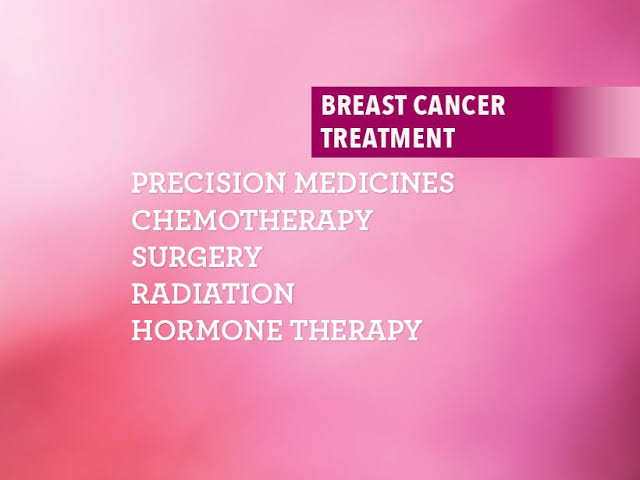 BREAST CANCER
TREATMENT
PRECISION MEDICINES
CHEMOTHERAPY
SURGERY
RADIATION
HORMONE THERAPY